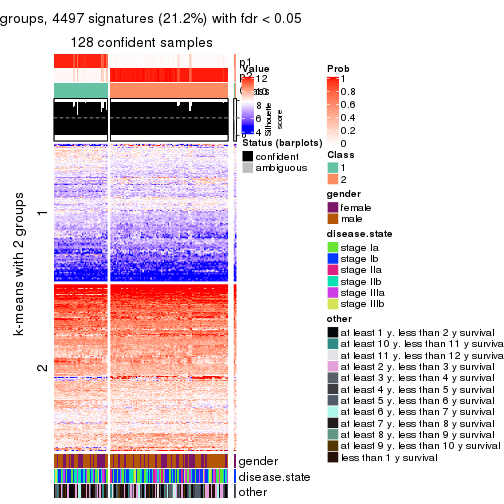 groups, 4497 signatures (21.2%) with fdr < 0.05
128 confident samples
p1
p2
Class
Silhouette
score
k-means with 2 groups
1
2
gender
disease.state
other
Value
12
10
8
6
4
Status (barplots)
confident
ambiguous
Prob
1
0.8
0.6
0.4
0.2
0
Class
1
2
gender
female
male
disease.state
stage Ia
stage Ib
stage IIa
stage IIb
stage IIIa
stage IIIb
other
at least 1 y. less than 2 y survival
at least 10 y. less than 11 y survival
at least 11 y. less than 12 y survival
at least 2 y. less than 3 y survival
at least 3 y. less than 4 y survival
at least 4 y. less than 5 y survival
at least 5 y. less than 6 y survival
at least 6 y. less than 7 y survival
at least 7 y. less than 8 y survival
at least 8 y. less than 9 y survival
at least 9 y. less than 10 y survival
less than 1 y survival